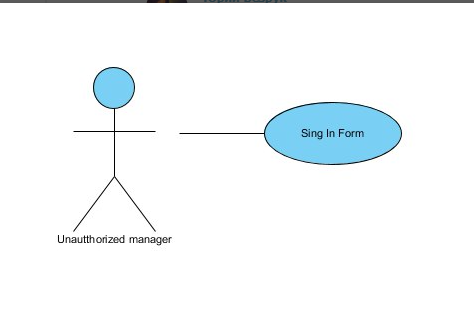 Sing In Form
Unautthorized manager